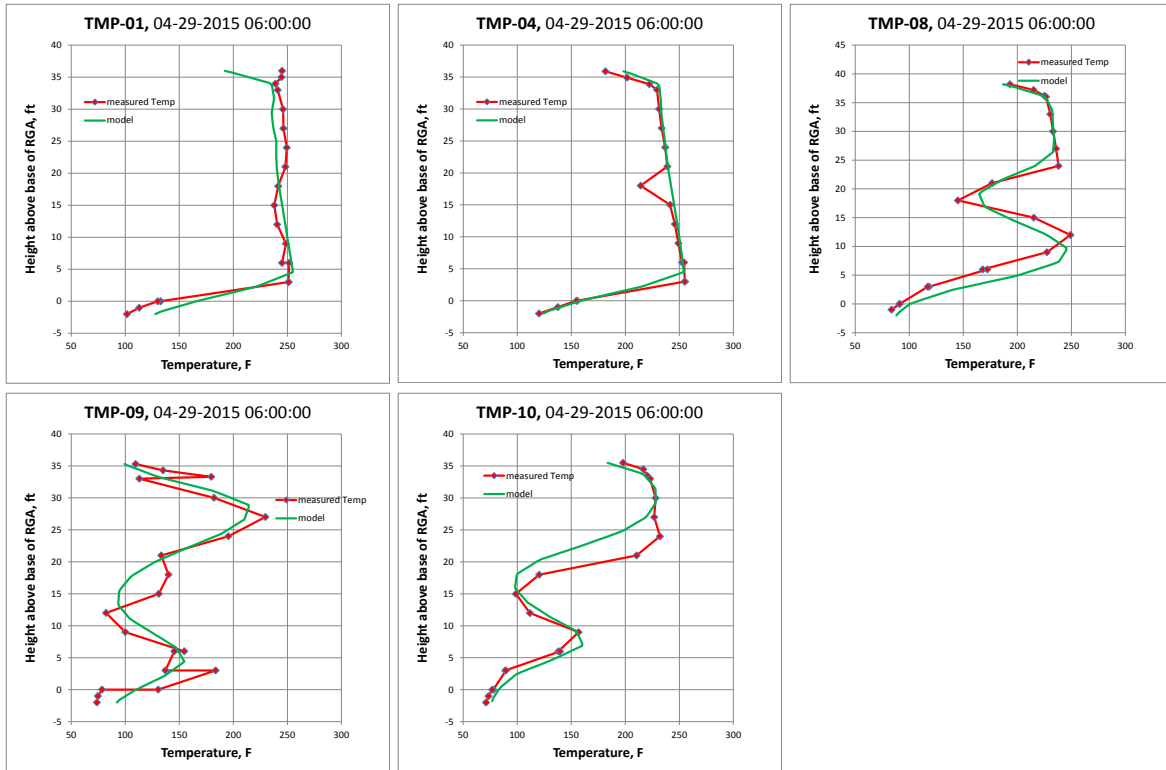 TMP-01, 04-29-2015 06:00:00
40
35
30
25
20
15
10
5
0
-5
50 100 150 200 250 300
Height above base of RGA, ft
Temperature, F
measured Temp
model
TMP-04, 04-29-2015 06:00:00
40
35
30
25
20
15
10
5
0
-5
50 100 150 200 250 300
Height above base of RGA, ft
Temperature, F
measured Temp
model
TMP-08, 04-29-2015 06:00:00
45
40
35
30
25
20
15
10
5
0
-5
50 100 150 200 250 300
Height above base of RGA, ft
Temperature, F
measured Temp
model
TMP-09, 04-29-2015 06:00:00
40
35
30
25
20
15
10
5
0
-5
50 100 150 200 250 300
Height above base of RGA, ft
Temperature, F
measured Temp
model
TMP-10, 04-29-2015 06:00:00
40
35
30
25
20
15
10
5
0
-5
50 100 150 200 250 300
Height above base of RGA, ft
Temperature, F
measured Temp
model